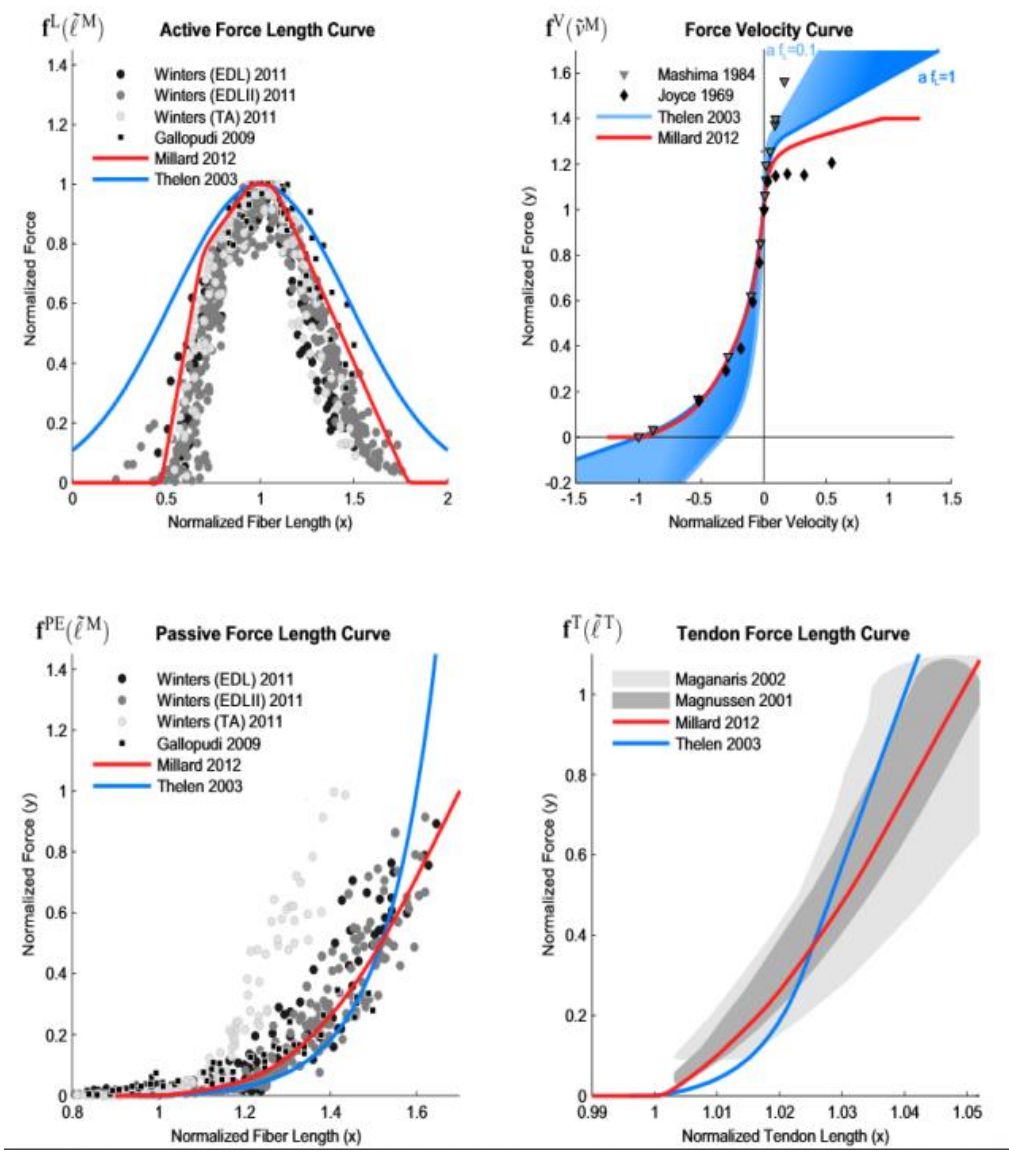 f^L(ℓ̃^M)
Active Force Length Curve
1.4
1.2
1
0.8
0.6
0.4
0.2
0
Normalized Force
Winters (EDL) 2011
Winters (EDLII) 2011
Winters (TA) 2011
Gallopudi 2009
Millard 2012
Thelen 2003
0 0.5 1 1.5 2
Normalized Fiber Length (x)
f^V(ṽ^M)
Force Velocity Curve
a f_L=0.1
a f_L=1
1.6
1.4
1.2
1
0.8
0.6
0.4
0.2
0
-0.2
Normalized Force (y)
Mashima 1984
Joyce 1969
Thelen 2003
Millard 2012
-1.5 -1 -0.5 0 0.5 1 1.5
Normalized Fiber Velocity (x)
f^PE(ℓ̃^M)
Passive Force Length Curve
1.4
1.2
1
0.8
0.6
0.4
0.2
0
Normalized Force (y)
Winters (EDL) 2011
Winters (EDLII) 2011
Winters (TA) 2011
Gallopudi 2009
Millard 2012
Thelen 2003
0.8 1 1.2 1.4 1.6
Normalized Fiber Length (x)
f^T(ℓ̃^T)
Tendon Force Length Curve
1
0.8
0.6
0.4
0.2
0
Normalized Force (y)
Maganaris 2002
Magnussen 2001
Millard 2012
Thelen 2003
0.99 1 1.01 1.02 1.03 1.04 1.05
Normalized Tendon Length (x)